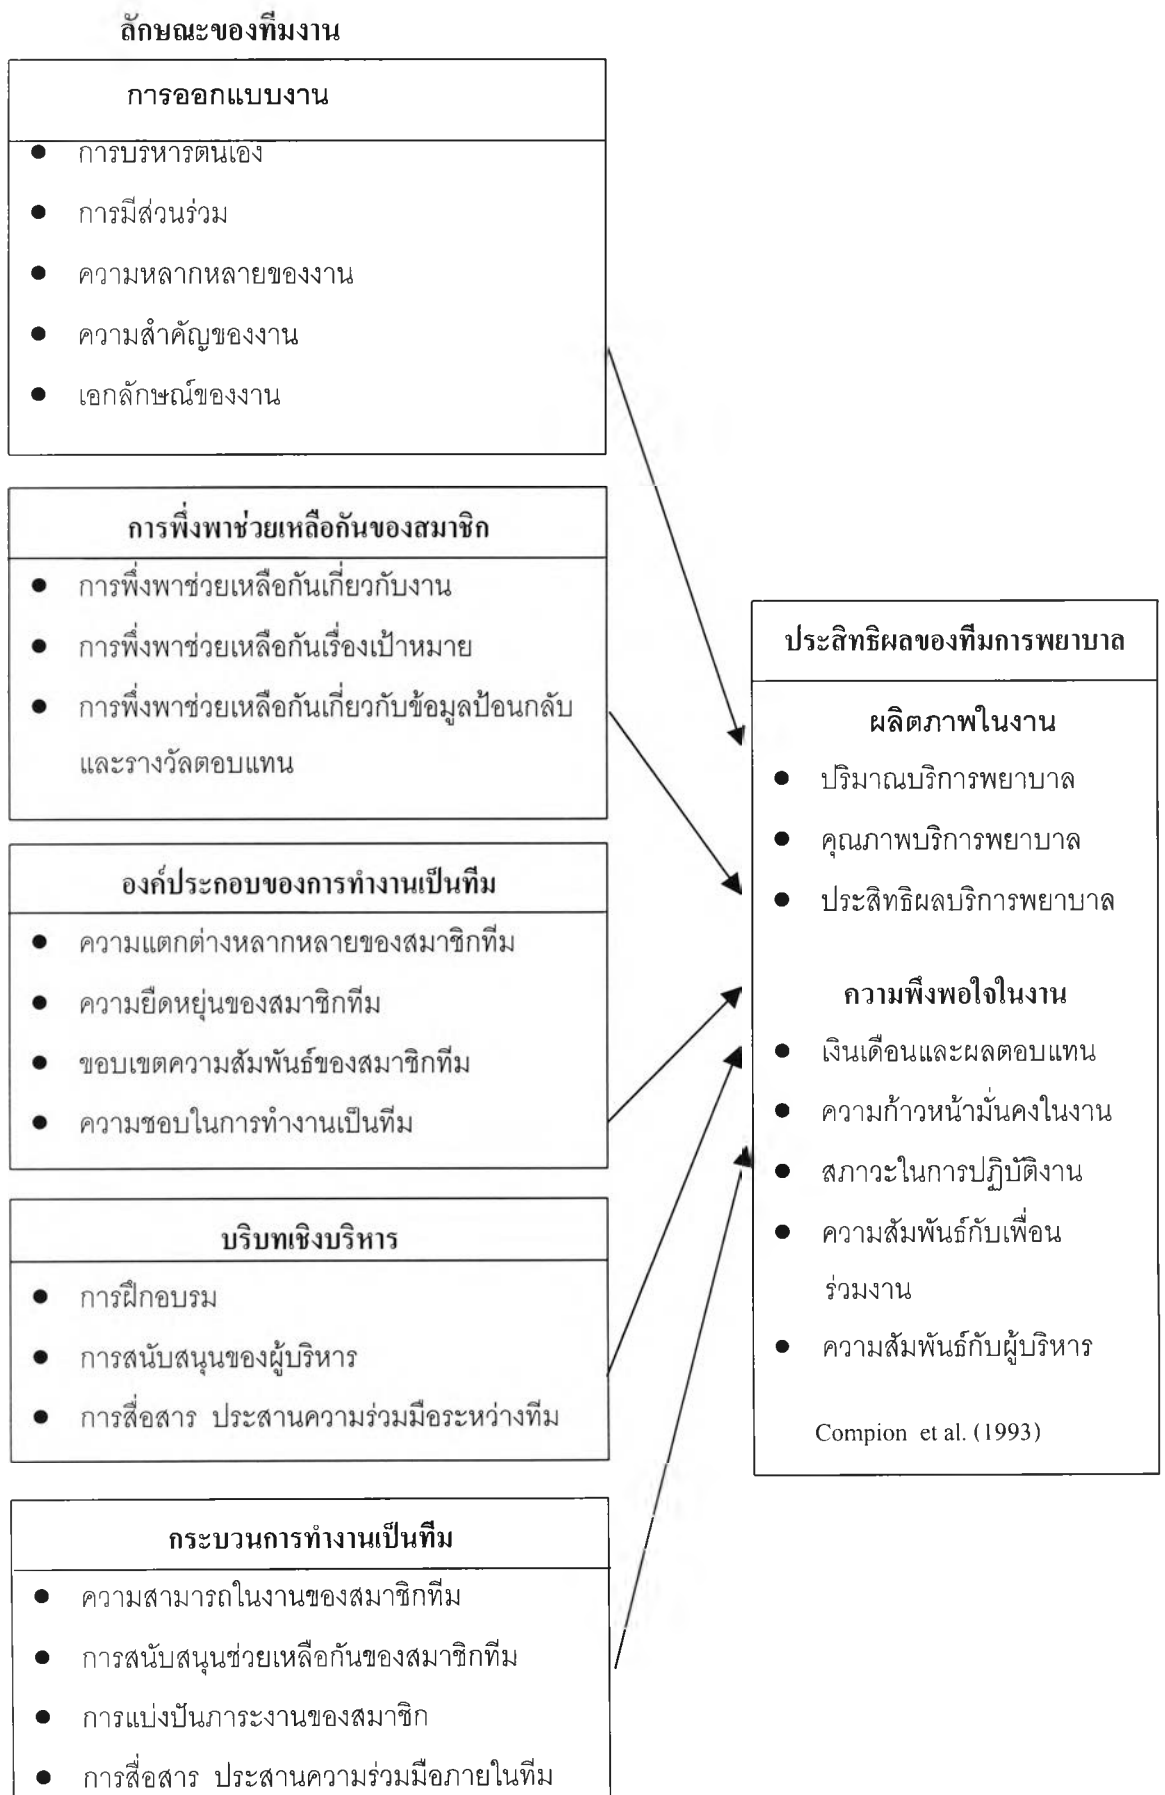 ลักษณะของทีมงาน
การออกแบบงาน
● การบริหารตนเอง
● การมีส่วนร่วม
● ความหลากหลายของงาน
● ความสำคัญของงาน
● เอกลักษณ์ของงาน
การพึ่งพาช่วยเหลือกันของสมาชิก
● การพึ่งพาช่วยเหลือกันเกี่ยวกับงาน
● การพึ่งพาช่วยเหลือกันเรื่องเป้าหมาย
● การพึ่งพาช่วยเหลือกันเกี่ยวกับข้อมูลป้อนกลับ
และรางวัลตอบแทน
องค์ประกอบของการทำงานเป็นทีม
● ความแตกต่างหลากหลายของสมาชิกทีม
● ความยืดหยุ่นของสมาชิกทีม
● ขอบเขตความสัมพันธ์ของสมาชิกทีม
● ความชอบในการทำงานเป็นทีม
บริบทเชิงบริหาร
● การฝึกอบรม
● การสนับสนุนของผู้บริหาร
● การสื่อสาร ประสานความร่วมมือระหว่างทีม
กระบวนการทำงานเป็นทีม
● ความสามารถในงานของสมาชิกทีม
● การสนับสนุนช่วยเหลือกันของสมาชิกทีม
● การแบ่งปันภาระงานของสมาชิก
● การสื่อสาร ประสานความร่วมมือภายในทีม
ประสิทธิผลของทีมการพยาบาล
ผลิตภาพในงาน
● ปริมาณบริการพยาบาล
● คุณภาพบริการพยาบาล
● ประสิทธิผลบริการพยาบาล
ความพึงพอใจในงาน
● เงินเดือนและผลตอบแทน
● ความก้าวหน้ามั่นคงในงาน
● สภาวะในการปฏิบัติงาน
● ความสัมพันธ์กับเพื่อน
ร่วมงาน
● ความสัมพันธ์กับผู้บริหาร
Compion et al. (1993)